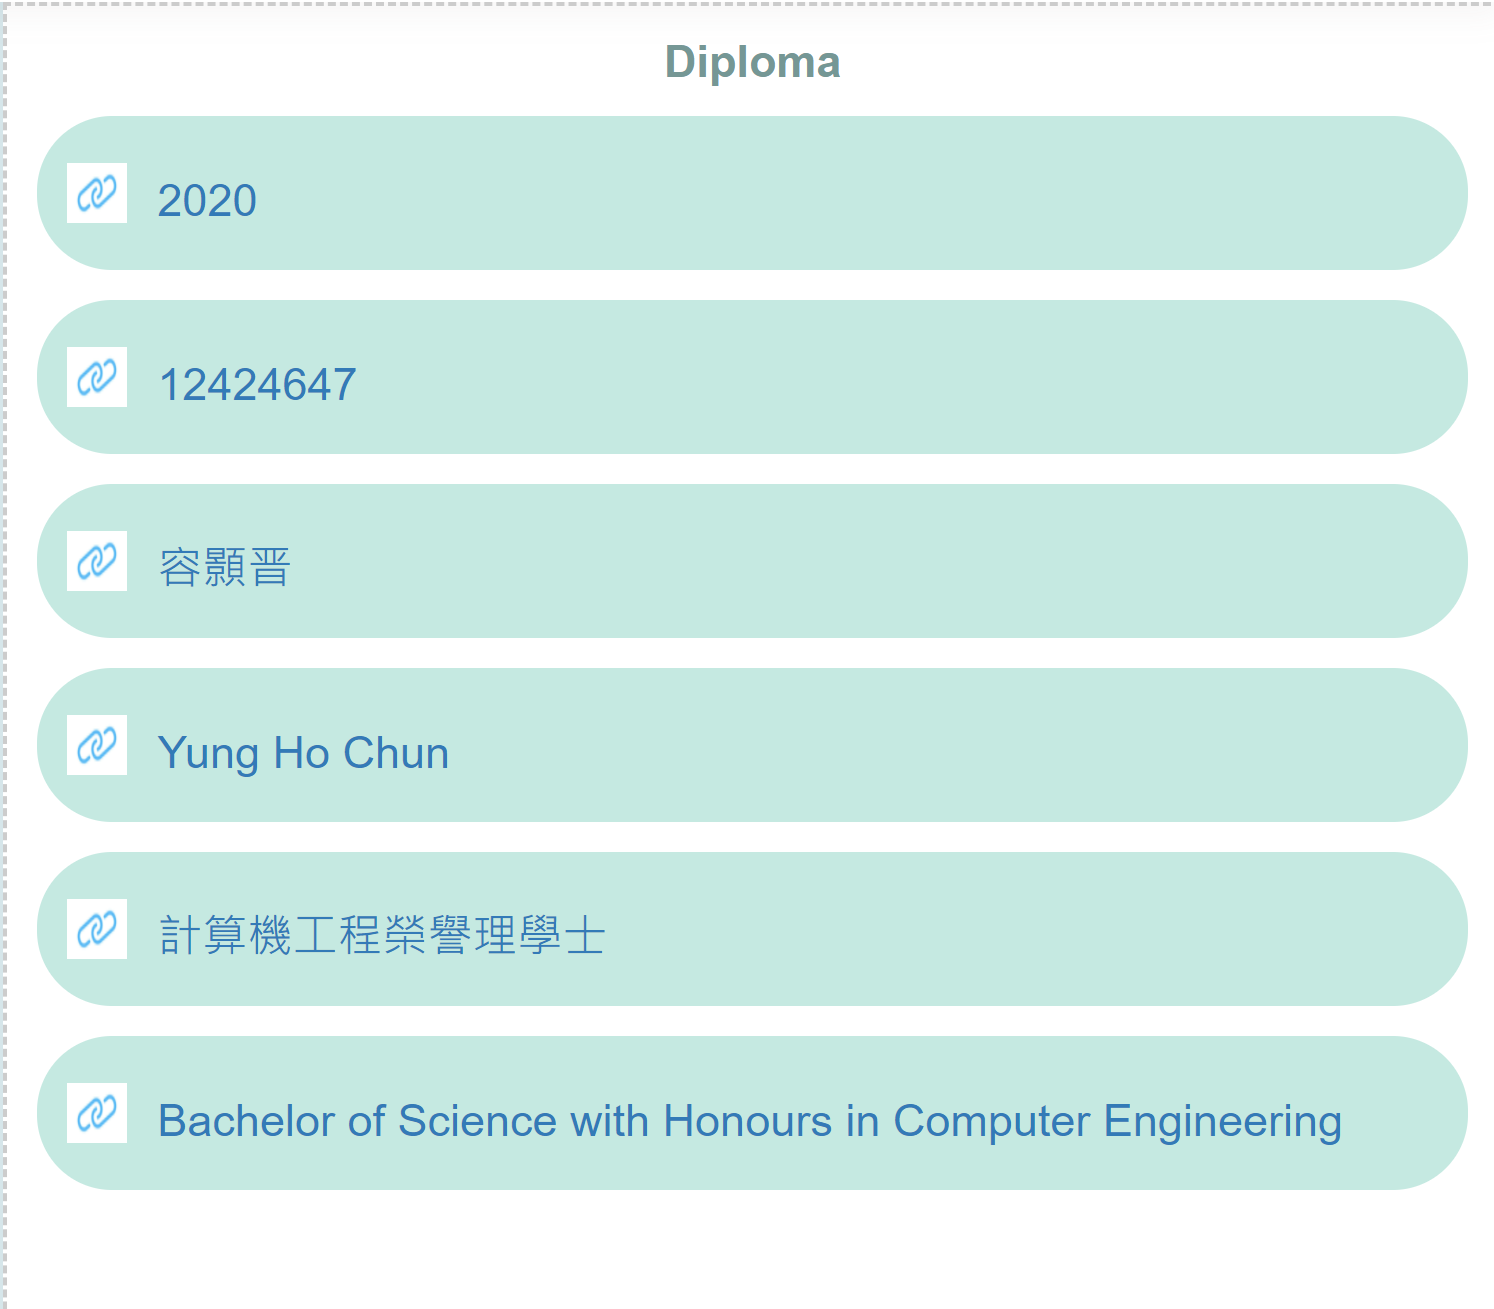 Diploma
2020
12424647
容顥晋
Yung Ho Chun
計算機工程榮譽理學士
Bachelor of Science with Honours in Computer Engineering